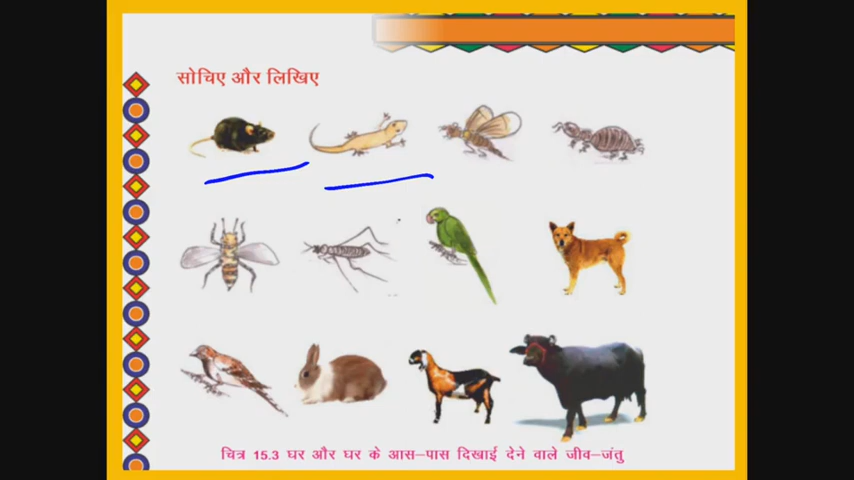 सोचिए और लिखिए
चित्र 15.3 घर और घर के आस-पास दिखाई देने वाले जीव-जंतु